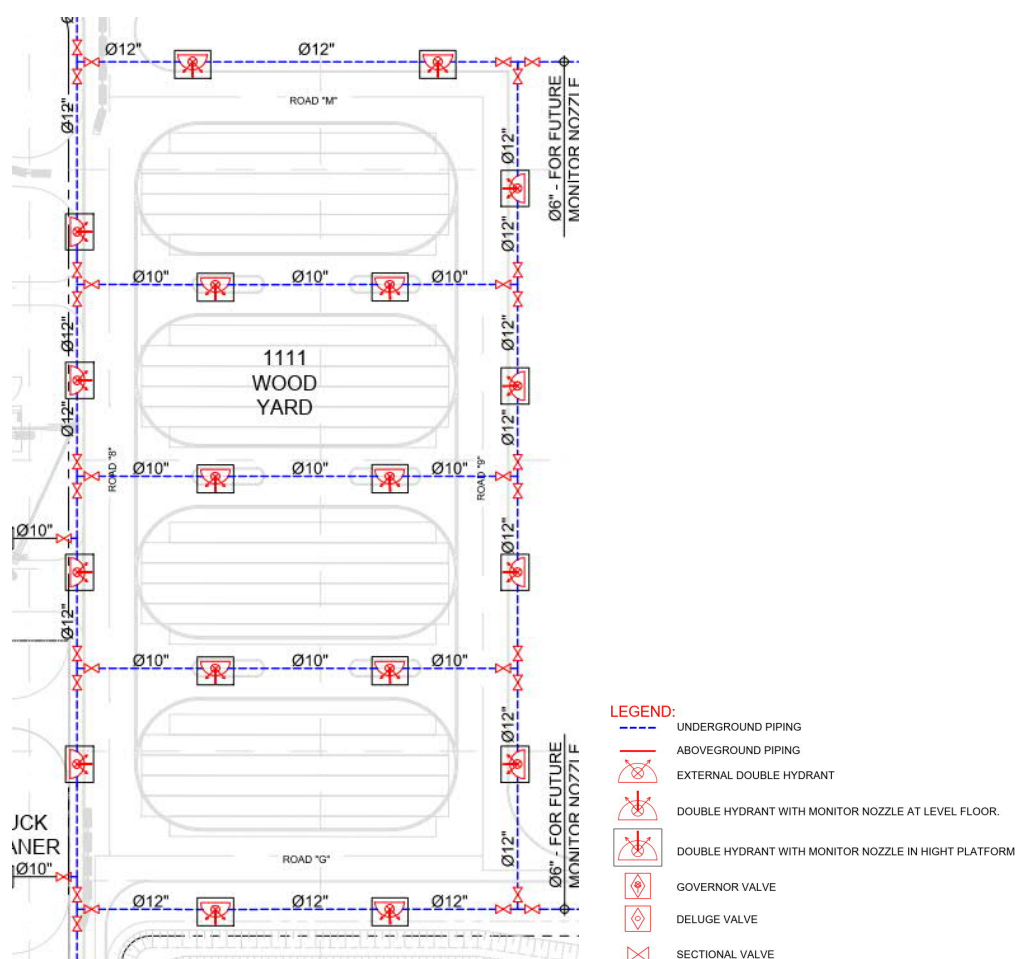 Ø12" Ø12"
Ø12"
ROAD "M"
Ø6" - FOR FUTURE
MONITOR NOZZLE
Ø12"
Ø12"
Ø10" Ø10" Ø10"
Ø12"
Ø12"
1111
WOOD
YARD
Ø12"
Ø12"
ROAD "8"
Ø10" Ø10" Ø10"
ROAD "9"
Ø10"
Ø12"
Ø12"
Ø10" Ø10" Ø10"
Ø12"
Ø6" - FOR FUTURE
MONITOR NOZZLE
UCK
ANER
Ø10"
ROAD "G"
Ø12"
Ø12" Ø12" Ø12"
LEGEND:
UNDERGROUND PIPING
ABOVEGROUND PIPING
EXTERNAL DOUBLE HYDRANT
DOUBLE HYDRANT WITH MONITOR NOZZLE AT LEVEL FLOOR.
DOUBLE HYDRANT WITH MONITOR NOZZLE IN HIGHT PLATFORM
GOVERNOR VALVE
DELUGE VALVE
SECTIONAL VALVE